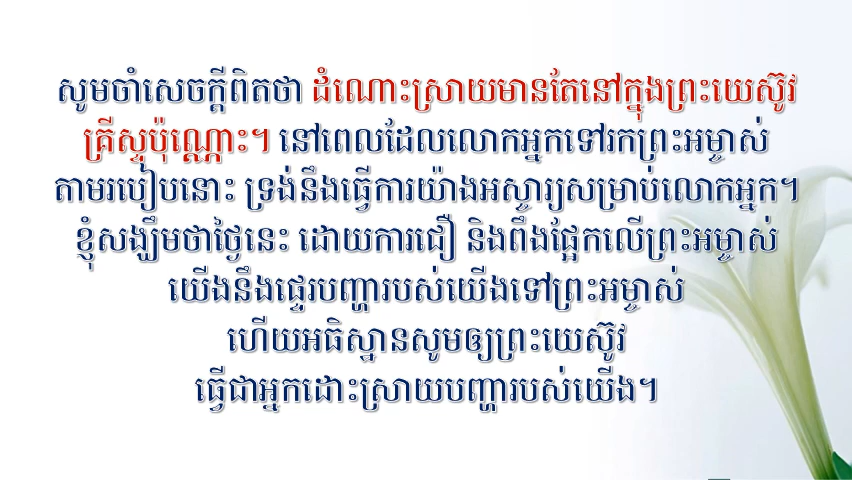 សូមចាំសេចក្ដីពិតថា ដំណោះស្រាយមានតែនៅក្នុងព្រះយេស៊ូវ
គ្រីស្ទប៉ុណ្ណោះ។ នៅពេលដែលលោកអ្នកទៅរកព្រះអម្ចាស់
តាមរបៀបនោះ ទ្រង់នឹងធ្វើការយ៉ាងអស្ចារ្យសម្រាប់លោកអ្នក។
ខ្ញុំសង្ឃឹមថាថ្ងៃនេះ ដោយការជឿ និងពឹងផ្អែកលើព្រះអម្ចាស់
យើងនឹងផ្ទេរបញ្ហារបស់យើងទៅព្រះអម្ចាស់
ហើយអធិស្ឋានសូមឲ្យព្រះយេស៊ូវ
ធ្វើជាអ្នកដោះស្រាយបញ្ហារបស់យើង។